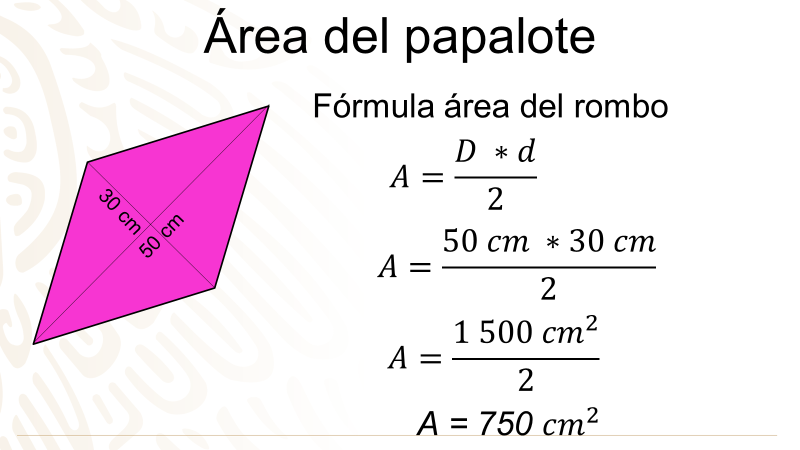 Área del papalote
Fórmula área del rombo
30 cm
50 cm
A = D * d / 2
A = 50 cm * 30 cm / 2
A = 1 500 cm² / 2
A = 750 cm²